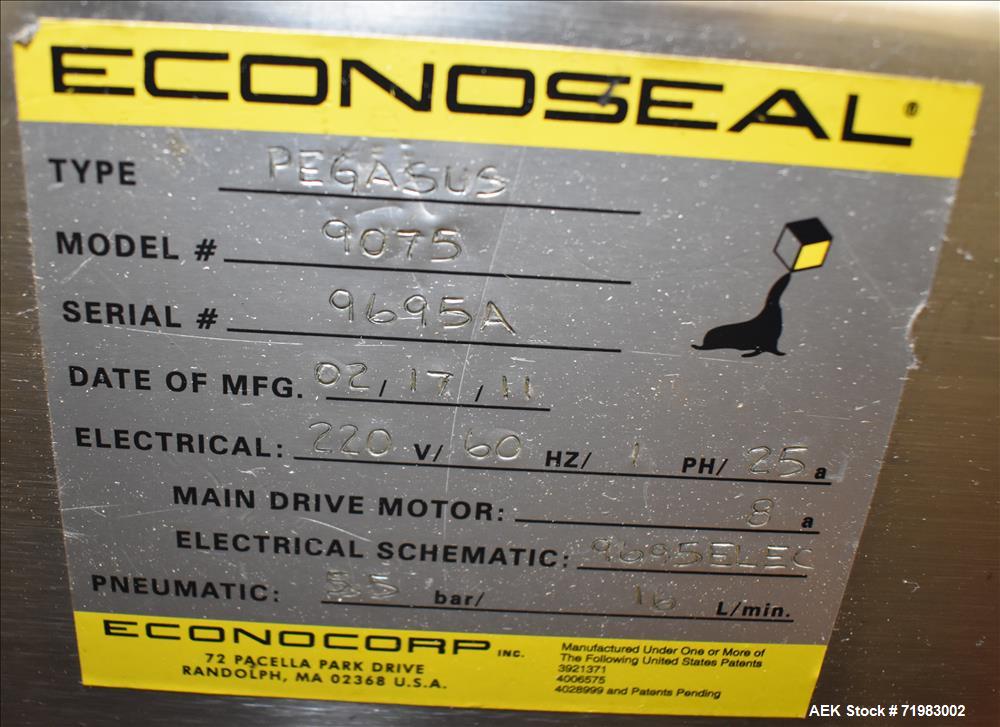 ECONOSEAL®
TYPE PEGASUS
MODEL # 9075
SERIAL # 9695A
DATE OF MFG. 02/17/11
ELECTRICAL: 220 V/ 60 HZ/ 1 PH/ 25 a
MAIN DRIVE MOTOR: 8 a
ELECTRICAL SCHEMATIC: 9695ELEC
PNEUMATIC: bar/ 16 L/min.
ECONOCORP INC.
72 PACELLA PARK DRIVE
RANDOLPH, MA 02368 U.S.A.
Manufactured Under One or More of
The Following United States Patents
3921371
4006575
4028999 and Patents Pending
AEK Stock # 71983002